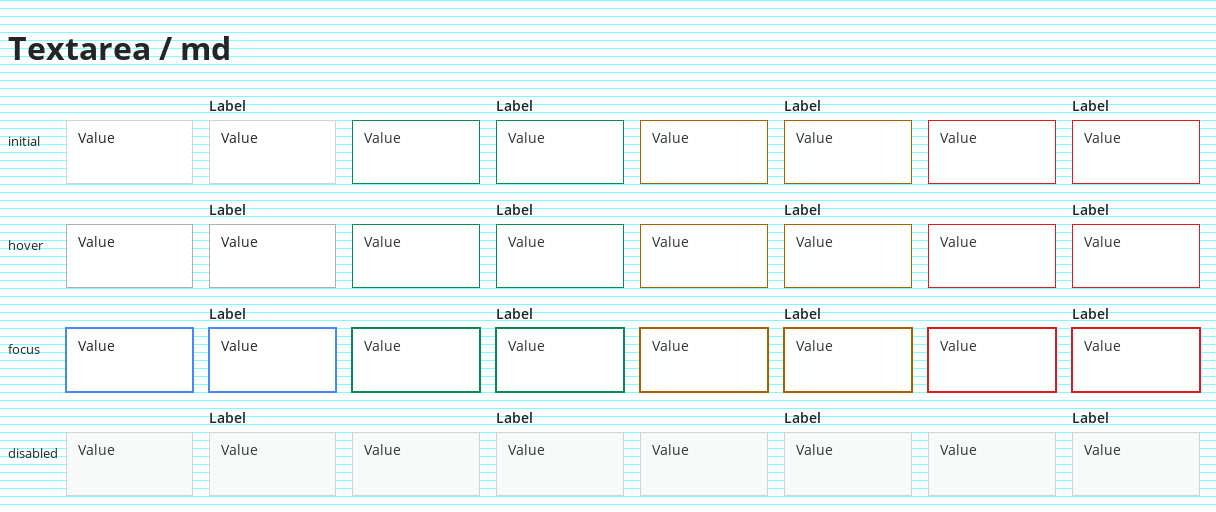 Textarea / md
Label Label Label Label
initial Value Value Value Value Value Value Value Value
Label Label Label Label
hover Value Value Value Value Value Value Value Value
Label Label Label Label
focus Value Value Value Value Value Value Value Value
Label Label Label Label
disabled Value Value Value Value Value Value Value Value